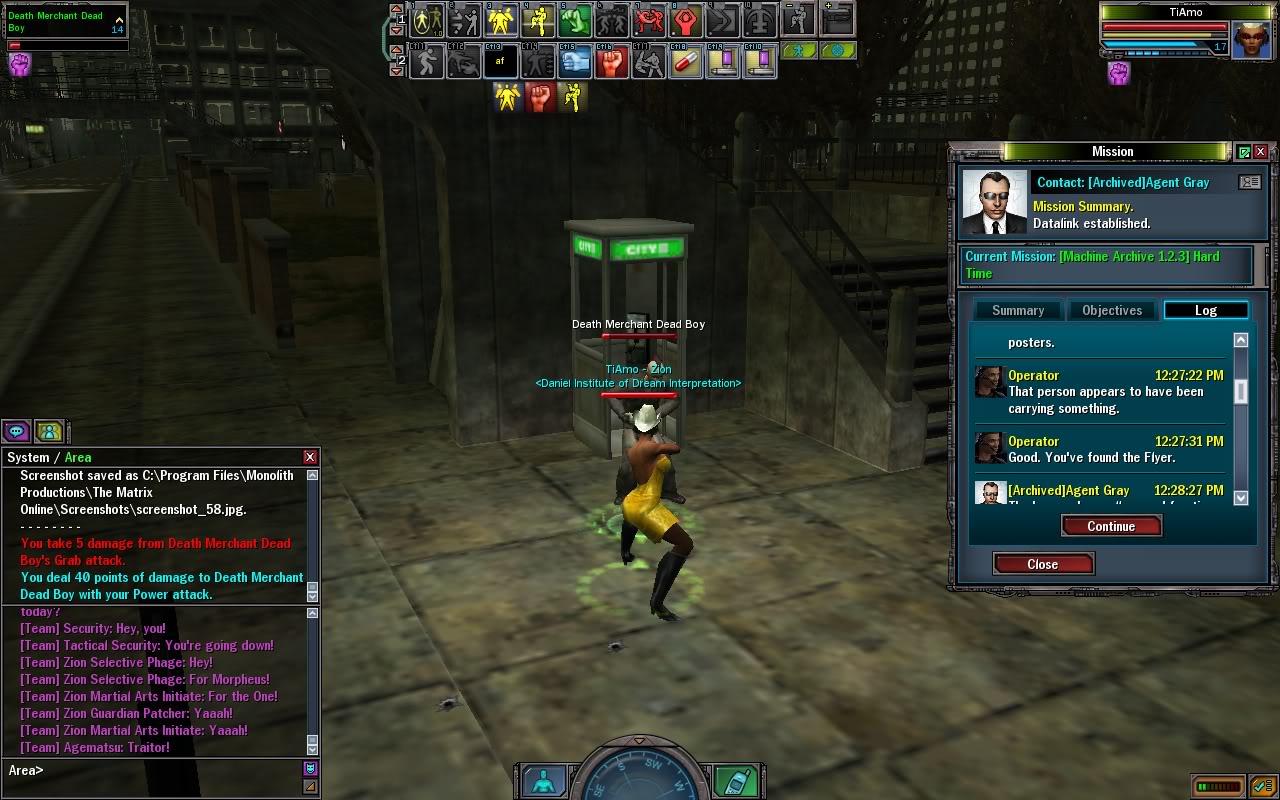 Death Merchant Dead
Boy
14
1
1.0
2
af
TiAmo
17
Mission
Contact: [Archived]Agent Gray
Mission Summary.
Datalink established.
Current Mission: [Machine Archive 1.2.3] Hard
Time
Summary
Objectives
Log
posters.
Operator 12:27:22 PM
That person appears to have been
carrying something.
Operator 12:27:31 PM
Good. You've found the Flyer.
[Archived]Agent Gray 12:28:27 PM
Continue
Close
CITY
Death Merchant Dead Boy
TiAmo - Zion
<Daniel Institute of Dream Interpretation>
System / Area
Screenshot saved as C:\Program Files\Monolith
Productions\The Matrix
Online\Screenshots\screenshot_58.jpg.
- - - - - - - -
You take 5 damage from Death Merchant Dead
Boy's Grab attack.
You deal 40 points of damage to Death Merchant
Dead Boy with your Power attack.
today?
[Team] Security: Hey, you!
[Team] Tactical Security: You're going down!
[Team] Zion Selective Phage: Hey!
[Team] Zion Selective Phage: For Morpheus!
[Team] Zion Martial Arts Initiate: For the One!
[Team] Zion Guardian Patcher: Yaaah!
[Team] Zion Martial Arts Initiate: Yaaah!
[Team] Agematsu: Traitor!
Area>
SE
S
SW
W